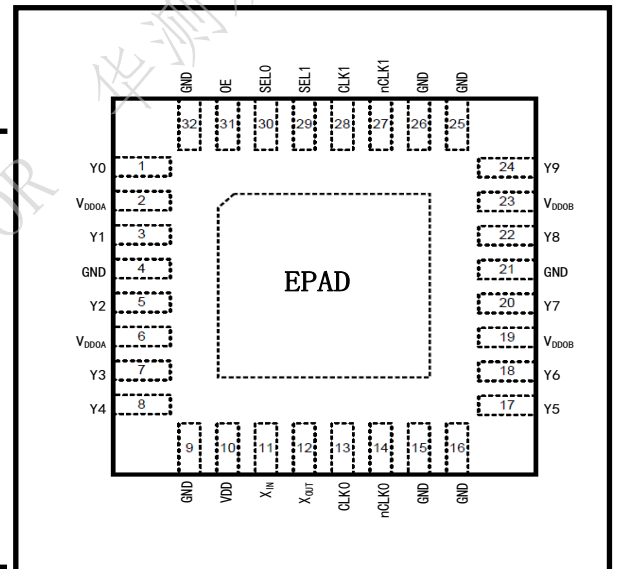 华测
OR
GND OE SEL0 SEL1 CLK1 nCLK1 GND GND
32 31 30 29 28 27 26 25
Y0 1 24 Y9
VDDOA 2 23 VDDOB
Y1 3 22 Y8
GND 4 21 GND
EPAD
Y2 5 20 Y7
VDDOA 6 19 VDDOB
Y3 7 18 Y6
Y4 8 17 Y5
9 10 11 12 13 14 15 16
GND VDD XIN XOUT CLK0 nCLK0 GND GND